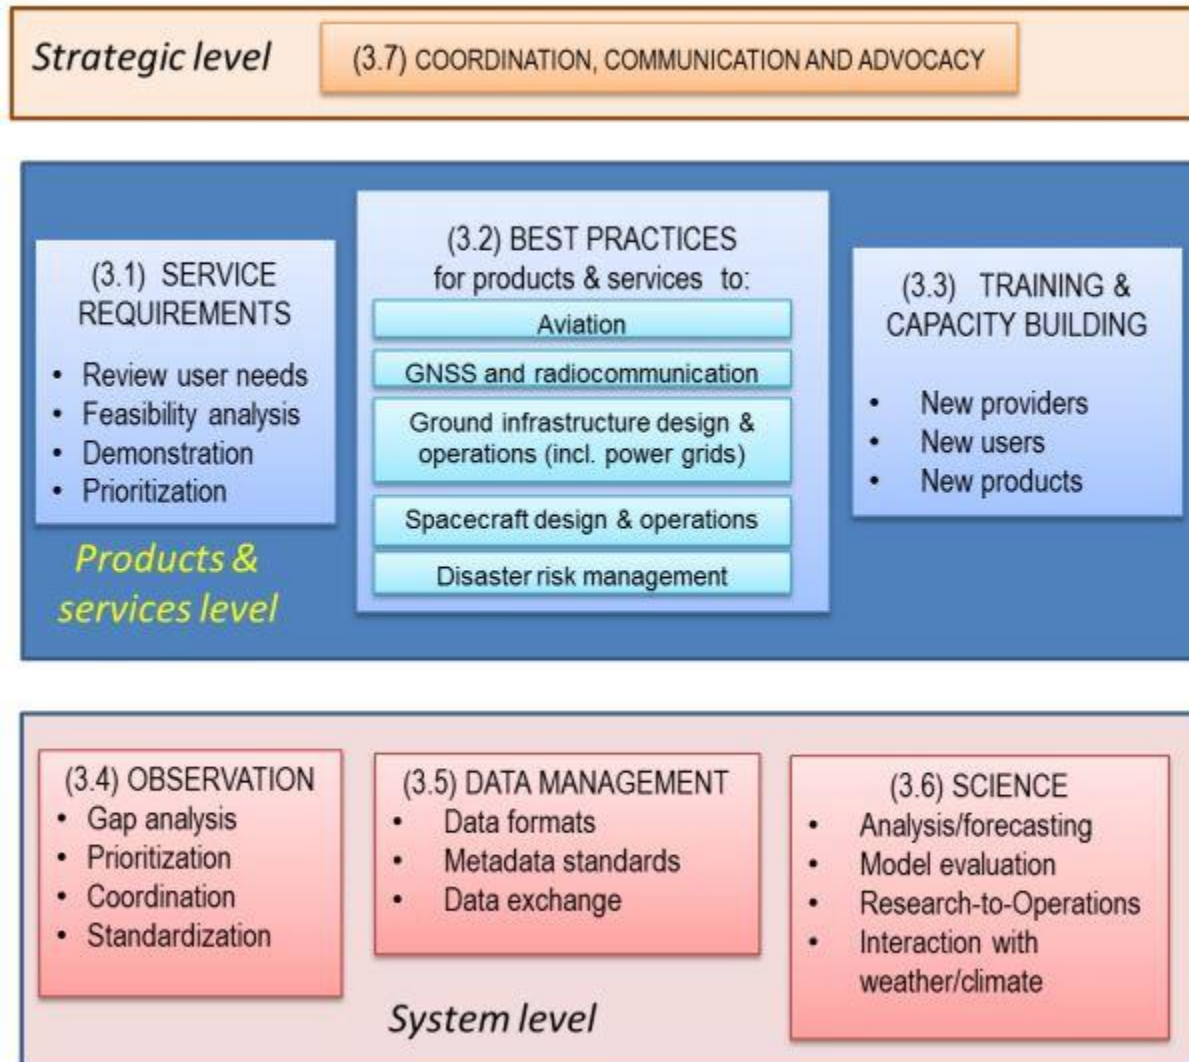 Strategic level
(3.7) COORDINATION, COMMUNICATION AND ADVOCACY
(3.1) SERVICE
REQUIREMENTS
• Review user needs
• Feasibility analysis
• Demonstration
• Prioritization
Products &
services level
(3.2) BEST PRACTICES
for products & services to:
Aviation
GNSS and radiocommunication
Ground infrastructure design &
operations (incl. power grids)
Spacecraft design & operations
Disaster risk management
(3.3) TRAINING &
CAPACITY BUILDING
• New providers
• New users
• New products
(3.4) OBSERVATION
• Gap analysis
• Prioritization
• Coordination
• Standardization
(3.5) DATA MANAGEMENT
• Data formats
• Metadata standards
• Data exchange
(3.6) SCIENCE
• Analysis/forecasting
• Model evaluation
• Research-to-Operations
• Interaction with
weather/climate
System level